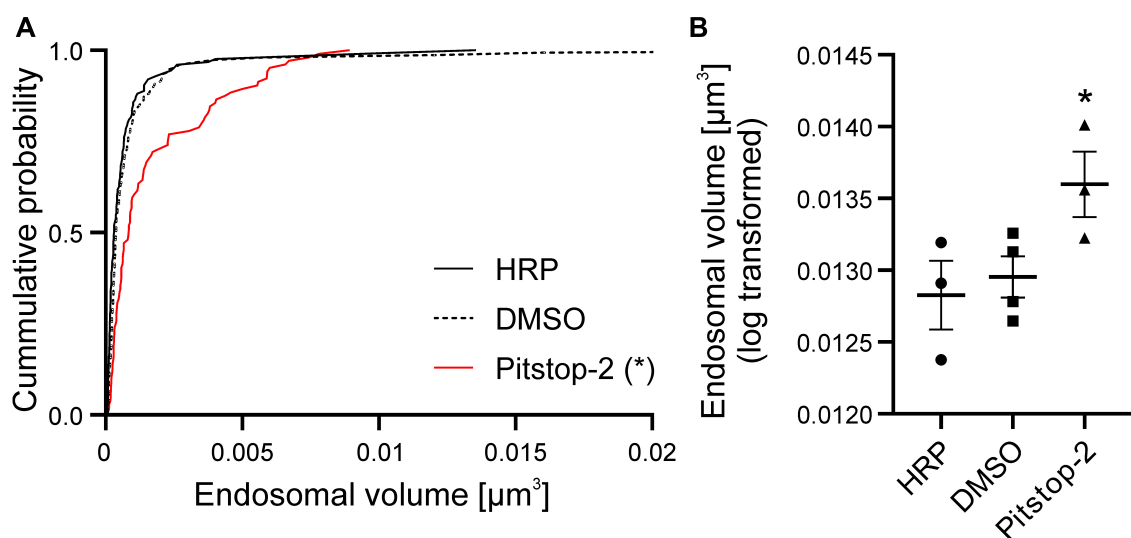 A
Cummulative probability
1.0
0.5
0.0
0
0.005
0.01
0.015
0.02
Endosomal volume [µm³]
HRP
DMSO
Pitstop-2 (*)
B
Endosomal volume [µm³]
(log transformed)
0.0145
0.0140
0.0135
0.0130
0.0125
0.0120
*
HRP
DMSO
Pitstop-2